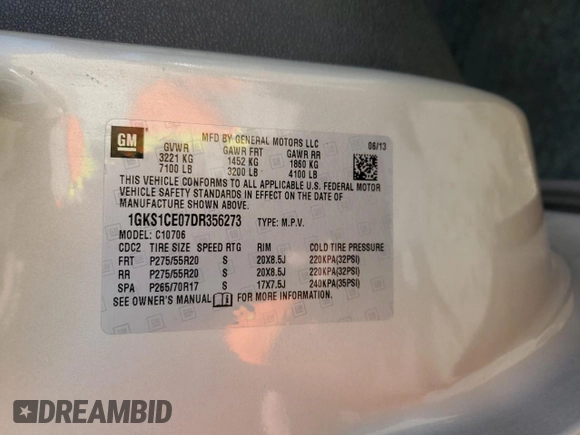 GM
MFD BY GENERAL MOTORS LLC 06/13
GVWR GAWR FRT GAWR RR
3221 KG 1452 KG 1860 KG
7100 LB 3200 LB 4100 LB
THIS VEHICLE CONFORMS TO ALL APPLICABLE U.S. FEDERAL MOTOR
VEHICLE SAFETY STANDARDS IN EFFECT ON THE DATE OF
MANUFACTURE SHOWN ABOVE.
1GKS1CE07DR356273 TYPE: M.P.V.
MODEL: C10706
CDC2 TIRE SIZE SPEED RTG RIM COLD TIRE PRESSURE
FRT P275/55R20 S 20X8.5J 220KPA(32PSI)
RR P275/55R20 S 20X8.5J 220KPA(32PSI)
SPA P265/70R17 S 17X7.5J 240KPA(35PSI)
SEE OWNER'S MANUAL FOR MORE INFORMATION
DREAMBID